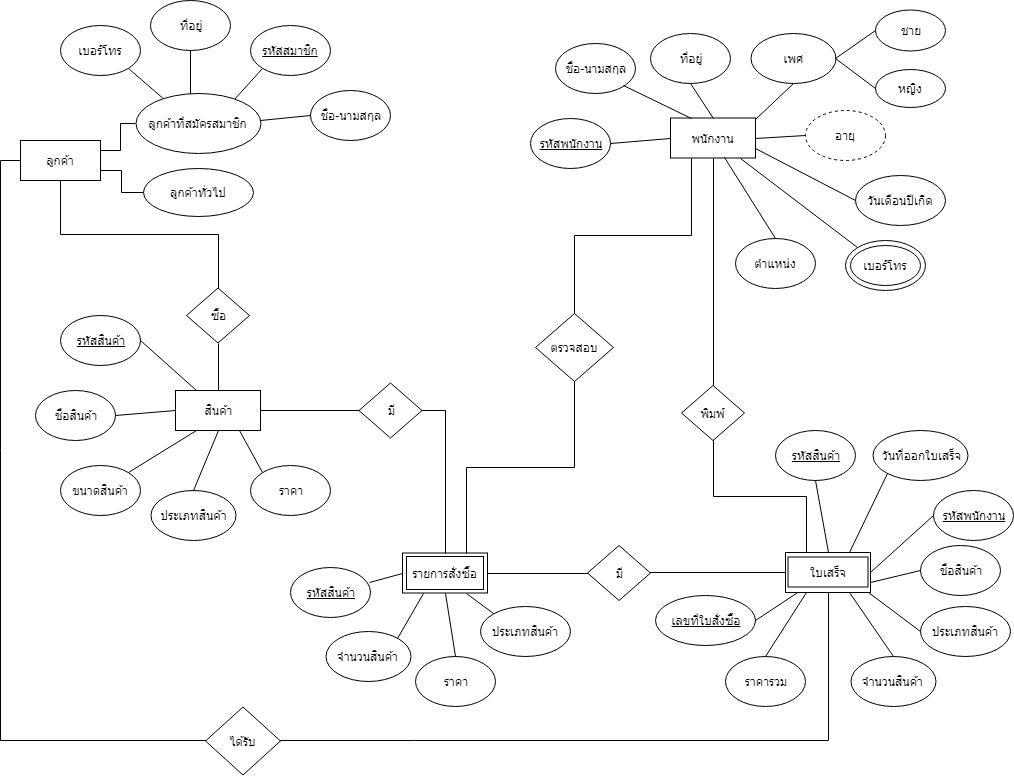 ที่อยู่
เบอร์โทร
รหัสสมาชิก
ลูกค้าที่สมัครสมาชิก
ชื่อ-นามสกุล
ลูกค้า
ลูกค้าทั่วไป
ชาย
ชื่อ-นามสกุล
ที่อยู่
เพศ
หญิง
รหัสพนักงาน
พนักงาน
อายุ
วันเดือนปีเกิด
ตำแหน่ง
เบอร์โทร
ซื้อ
รหัสสินค้า
ตรวจสอบ
ชื่อสินค้า
สินค้า
มี
พิมพ์
ขนาดสินค้า
ประเภทสินค้า
ราคา
รหัสสินค้า
วันที่ออกใบเสร็จ
รหัสพนักงาน
รายการสั่งซื้อ
มี
ใบเสร็จ
ชื่อสินค้า
รหัสสินค้า
จำนวนสินค้า
ราคา
ประเภทสินค้า
เลขที่ใบสั่งซื้อ
ราคารวม
จำนวนสินค้า
ประเภทสินค้า
ได้รับ